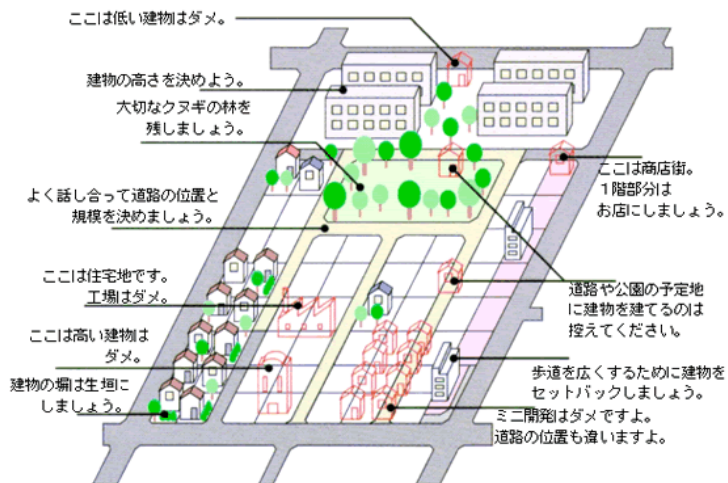 ここは低い建物はダメ。
建物の高さを決めよう。
大切なクヌギの林を
残しましょう。
よく話し合って道路の位置と
規模を決めましょう。
ここは住宅地です。
工場はダメ。
ここは高い建物は
ダメ。
建物の塀は生垣に
しましょう。
ここは商店街。
1階部分は
お店にしましょう。
道路や公園の予定地
に建物を建てるのは
控えてください。
歩道を広くするために建物を
セットバックしましょう。
ミニ開発はダメですよ。
道路の位置も違いますよ。